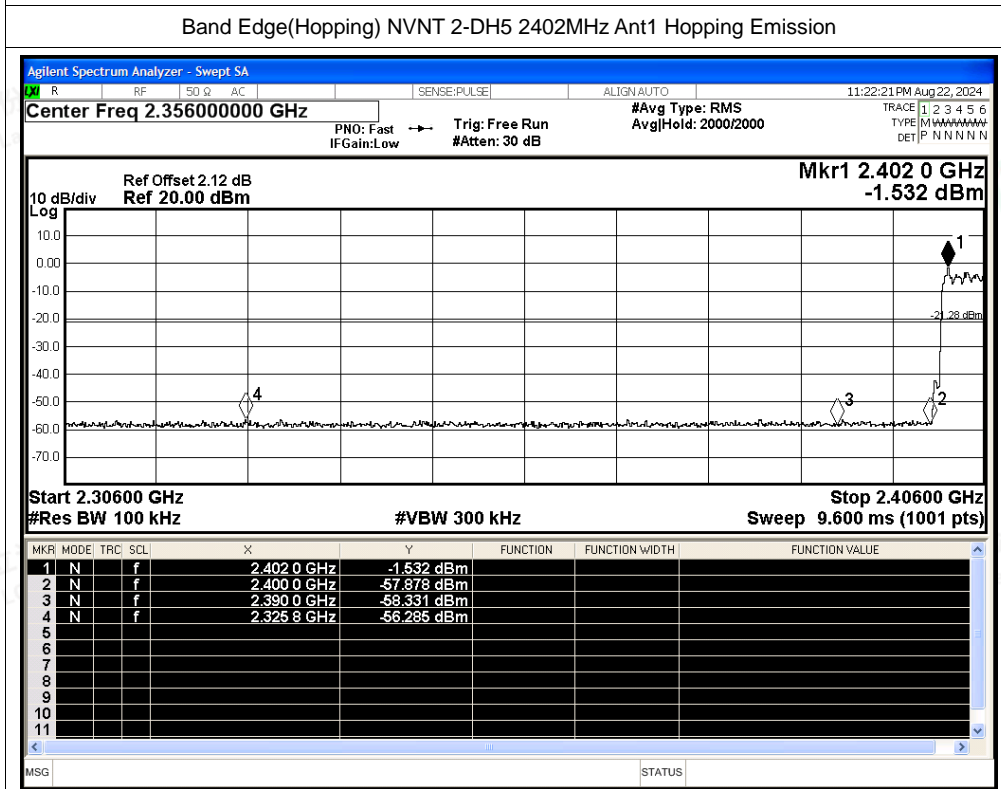 Band Edge(Hopping) NVNT 2-DH5 2402MHz Ant1 Hopping Emission
Agilent Spectrum Analyzer - Swept SA
LXI R RF 50 Ω AC SENSE:PULSE ALIGN AUTO 11:22:21 PM Aug 22, 2024
Center Freq 2.356000000 GHz #Avg Type: RMS TRACE 1 2 3 4 5 6
PNO: Fast Trig: Free Run Avg|Hold: 2000/2000 TYPE M
IFGain:Low #Atten: 30 dB DET P N N N N N
Mkr1 2.402 0 GHz
Ref Offset 2.12 dB
10 dB/div Ref 20.00 dBm -1.532 dBm
Log
10.0
1
0.00
-10.0
-20.0
-21.28 dBm
-30.0
-40.0
-50.0
4 3 2
-60.0
-70.0
Start 2.30600 GHz Stop 2.40600 GHz
#Res BW 100 kHz #VBW 300 kHz Sweep 9.600 ms (1001 pts)
MKR MODE TRC SCL X Y FUNCTION FUNCTION WIDTH FUNCTION VALUE
1 N f 2.402 0 GHz -1.532 dBm
2 N f 2.400 0 GHz -57.878 dBm
3 N f 2.390 0 GHz -58.331 dBm
4 N f 2.325 8 GHz -56.285 dBm
5
6
7
8
9
10
11
MSG STATUS